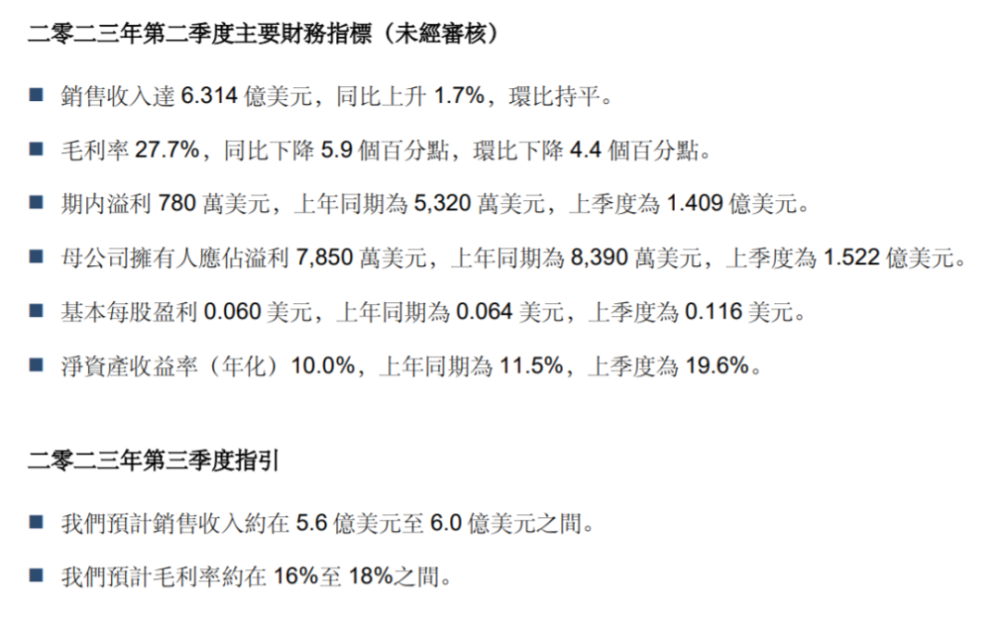 二零二三年第二季度主要財務指標（未經審核）
■ 銷售收入達 6.314 億美元，同比上升 1.7%，環比持平。
■ 毛利率 27.7%，同比下降 5.9 個百分點，環比下降 4.4 個百分點。
■ 期内溢利 780 萬美元，上年同期為 5,320 萬美元，上季度為 1.409 億美元。
■ 母公司擁有人應佔溢利 7,850 萬美元，上年同期為 8,390 萬美元，上季度為 1.522 億美元。
■ 基本每股盈利 0.060 美元，上年同期為 0.064 美元，上季度為 0.116 美元。
■ 淨資產收益率（年化）10.0%，上年同期為 11.5%，上季度為 19.6%。
二零二三年第三季度指引
■ 我們預計銷售收入約在 5.6 億美元至 6.0 億美元之間。
■ 我們預計毛利率約在 16%至 18%之間。